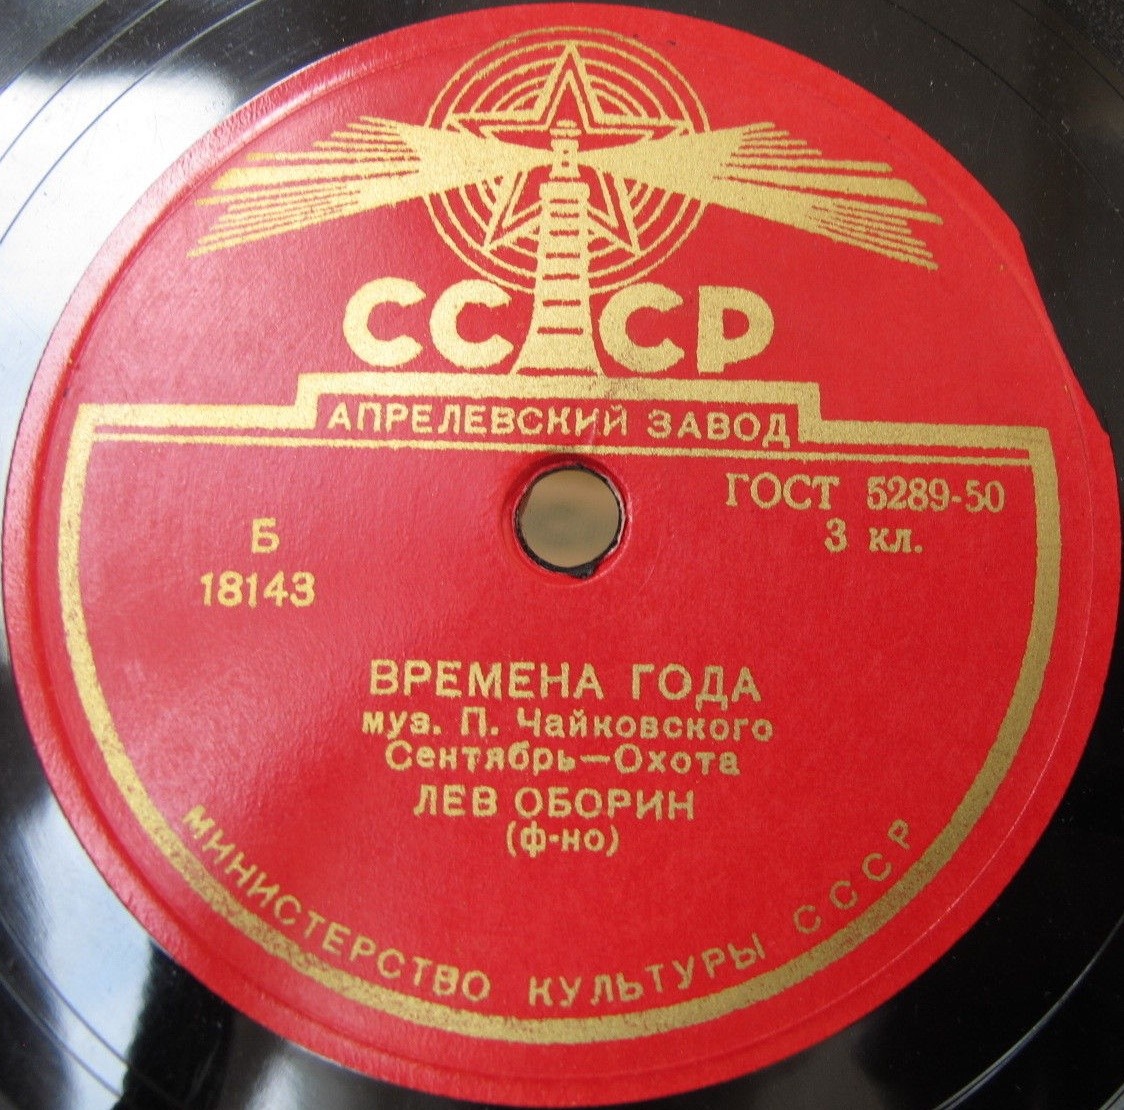 СССР
АПРЕЛЕВСКИЙ ЗАВОД
ГОСТ 5289-50
3 кл.
Б
18143
ВРЕМЕНА ГОДА
муз. П. Чайковского
Сентябрь—Охота
ЛЕВ ОБОРИН
(ф-но)
МИНИСТЕРСТВО КУЛЬТУРЫ СССР